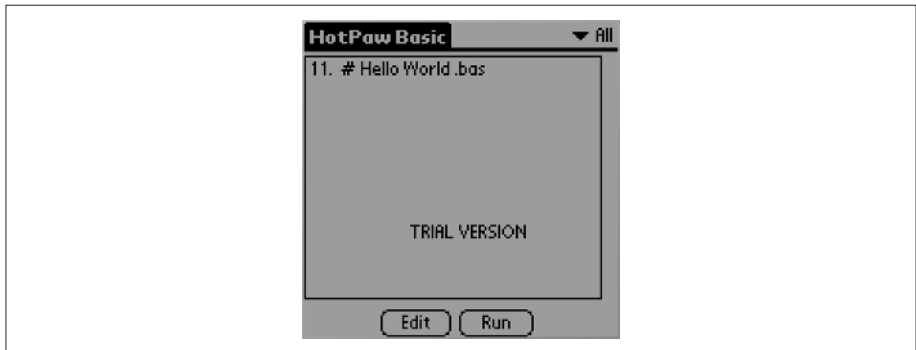 HotPaw Basic
All
11. # Hello World .bas
TRIAL VERSION
Edit Run